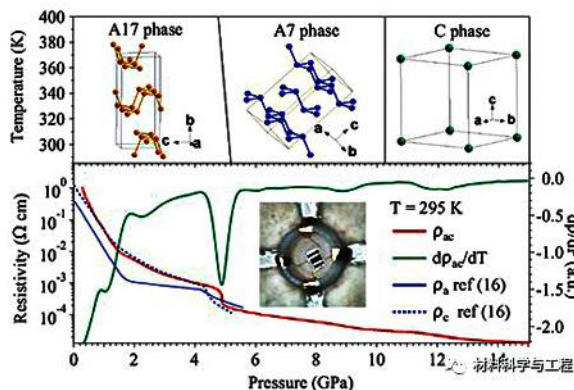 A17 phase
A7 phase
C phase
Temperature (K)
400
380
360
340
320
300
b
c
a
c
a
b
c
a
b
Resistivity (Ω cm)
10⁰
10⁻¹
10⁻²
10⁻³
10⁻⁴
T = 295 K
ρac
dρac/dT
ρa ref (16)
ρc ref (16)
0.0
-0.5
-1.0
-1.5
-2.0
dρ/dT (a.u.)
0
2
4
6
8
10
12
14
Pressure (GPa)
材料科学与工程